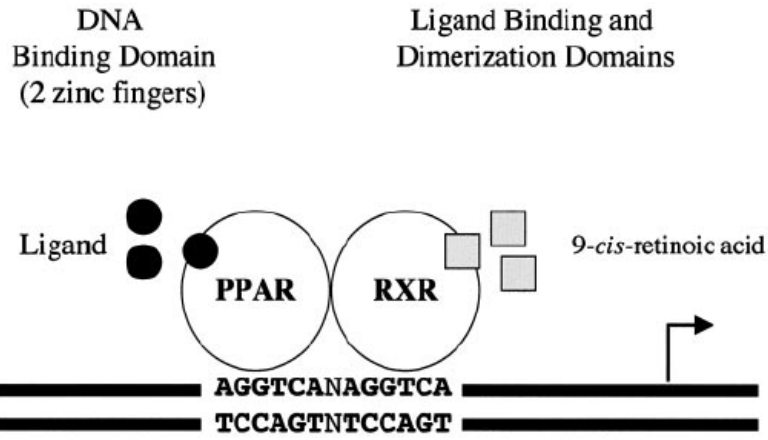 DNA
Binding Domain
(2 zinc fingers)
Ligand Binding and
Dimerization Domains
Ligand
9-cis-retinoic acid
PPAR
RXR
AGGTCANAGGTCA
TCCAGTNTCCAGT